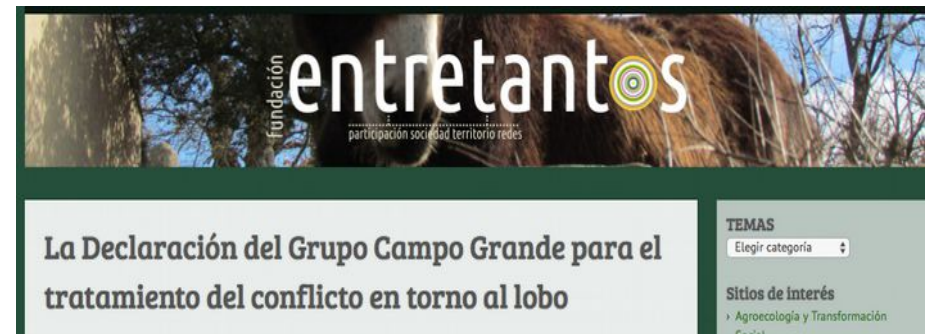 fundación
entretantos
participación sociedad territorio redes
La Declaración del Grupo Campo Grande para el
tratamiento del conflicto en torno al lobo
TEMAS
Elegir categoría
Sitios de interés
› Agroecología y Transformación
Social